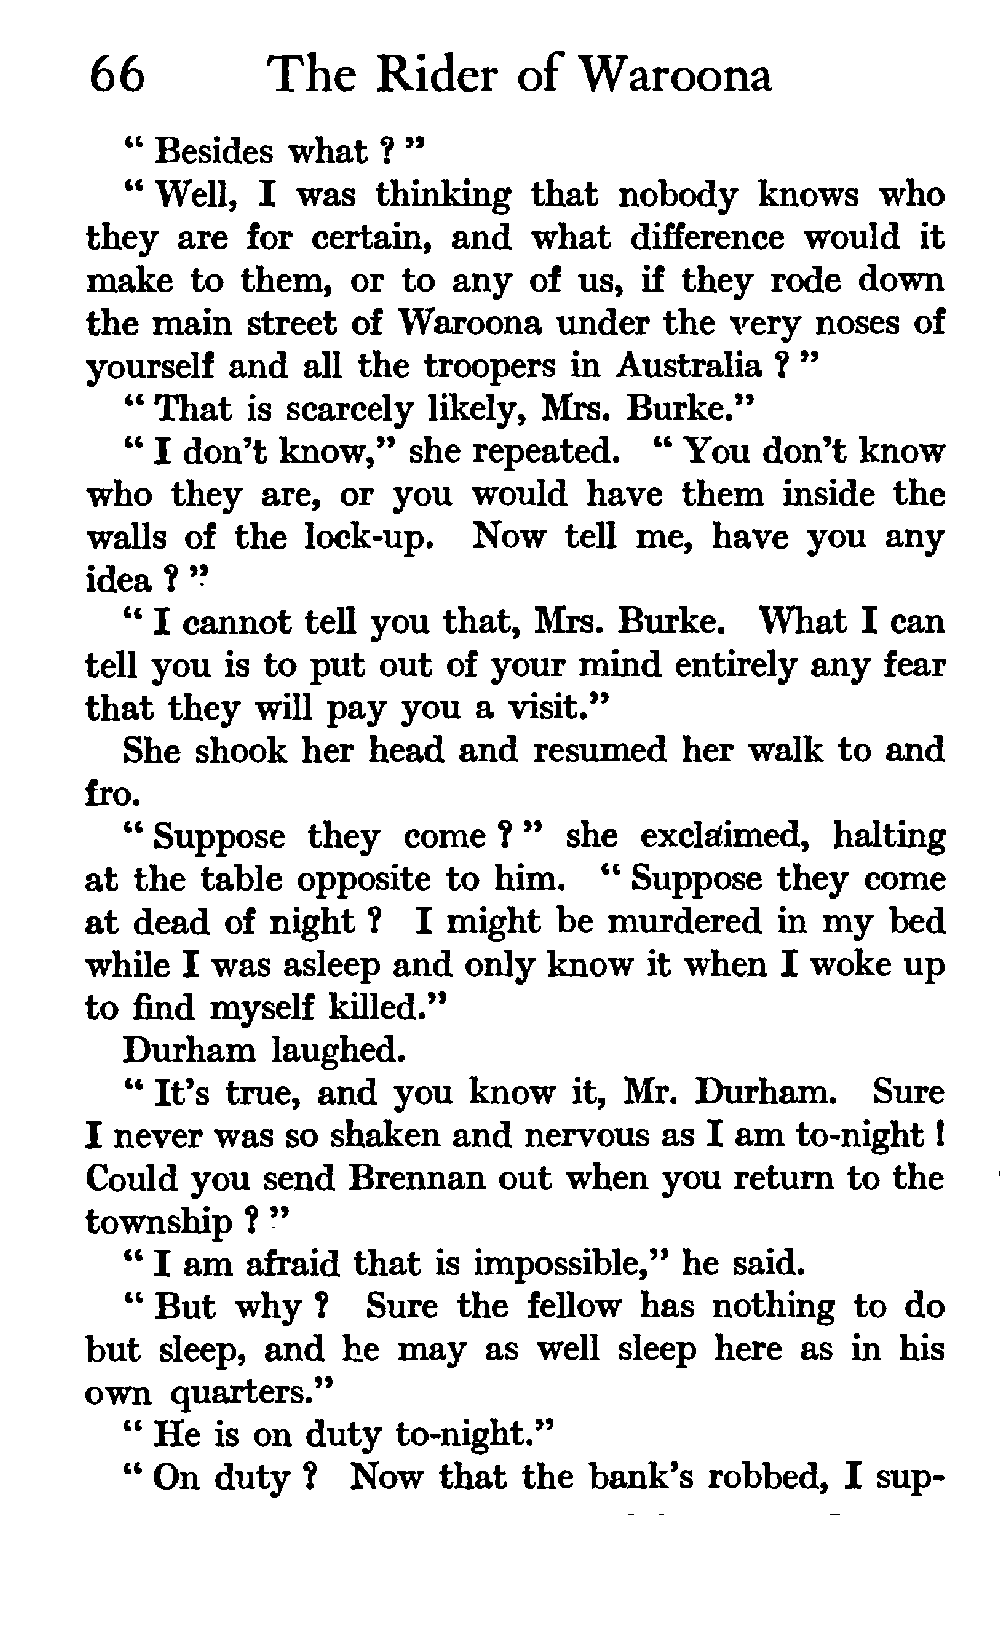 66 The Rider of Waroona
“ Besides what ? ”
“ Well, I was thinking that nobody knows who
they are for certain, and what difference would it
make to them, or to any of us, if they rode down
the main street of Waroona under the very noses of
yourself and all the troopers in Australia ? ”
“ That is scarcely likely, Mrs. Burke.”
“ I don’t know,” she repeated. “ You don’t know
who they are, or you would have them inside the
walls of the lock-up. Now tell me, have you any
idea ? ”
“ I cannot tell you that, Mrs. Burke. What I can
tell you is to put out of your mind entirely any fear
that they will pay you a visit.”
She shook her head and resumed her walk to and
fro.
“ Suppose they come ? ” she exclaimed, halting
at the table opposite to him. “ Suppose they come
at dead of night ? I might be murdered in my bed
while I was asleep and only know it when I woke up
to find myself killed.”
Durham laughed.
“ It’s true, and you know it, Mr. Durham. Sure
I never was so shaken and nervous as I am to-night !
Could you send Brennan out when you return to the
township ? ”
“ I am afraid that is impossible,” he said.
“ But why ? Sure the fellow has nothing to do
but sleep, and he may as well sleep here as in his
own quarters.”
“ He is on duty to-night.”
“ On duty ? Now that the bank’s robbed, I sup-